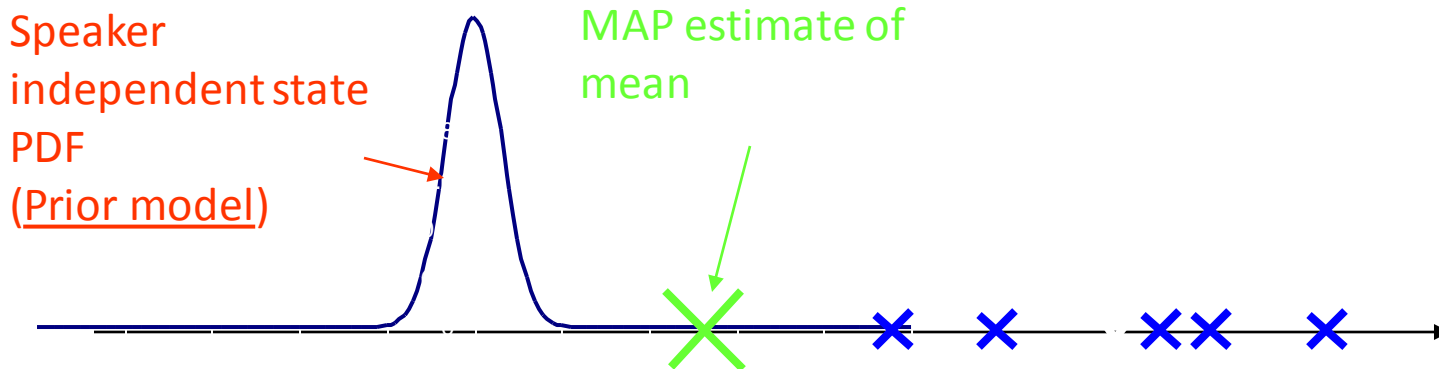 Speaker
independent state
PDF
(Prior model)
MAP estimate of
mean